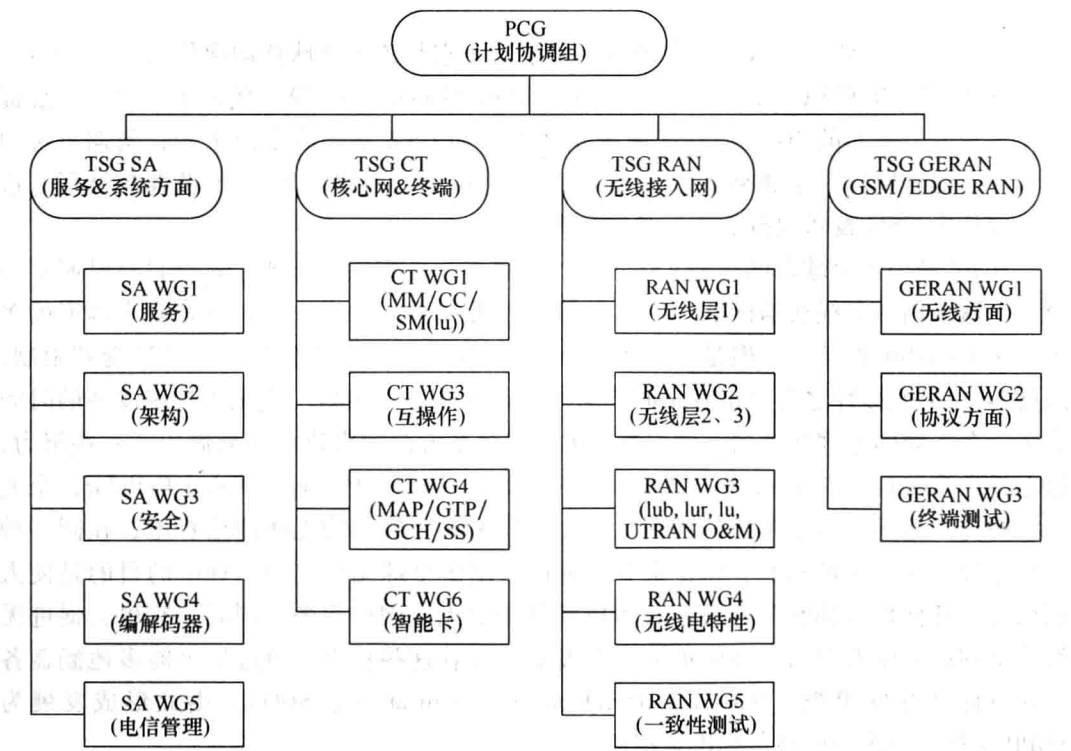 PCG
(计划协调组)
TSG SA
(服务&系统方面)
TSG CT
(核心网&终端)
TSG RAN
(无线接入网)
TSG GERAN
(GSM/EDGE RAN)
SA WG1
(服务)
CT WG1
(MM/CC/
SM(lu))
RAN WG1
(无线层1)
GERAN WG1
(无线方面)
SA WG2
(架构)
CT WG3
(互操作)
RAN WG2
(无线层2、3)
GERAN WG2
(协议方面)
SA WG3
(安全)
CT WG4
(MAP/GTP/
GCH/SS)
RAN WG3
(lub, lur, lu,
UTRAN O&M)
GERAN WG3
(终端测试)
SA WG4
(编解码器)
CT WG6
(智能卡)
RAN WG4
(无线电特性)
SA WG5
(电信管理)
RAN WG5
(一致性测试)